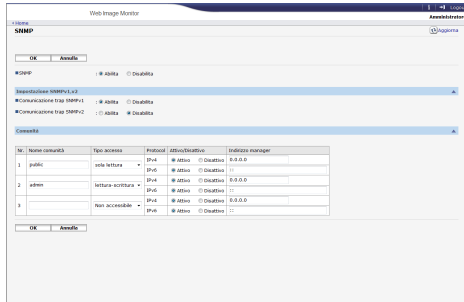 Web Image Monitor
Logou
Amministrator
Home
SNMP
Aggiorna
OK Annulla
SNMP : Abilita Disabilita
Impostazione SNMPv1,v2
Comunicazione trap SNMPv1 : Abilita Disabilita
Comunicazione trap SNMPv2 : Abilita Disabilita
Comunità
Nr. Nome comunità Tipo accesso Protocol Attivo/Disattivo Indirizzo manager
1 public sola lettura IPv4 Attivo Disattivo 0.0.0.0
IPv6 Attivo Disattivo ::
2 admin lettura-scrittura IPv4 Attivo Disattivo 0.0.0.0
IPv6 Attivo Disattivo ::
3 Non accessibile IPv4 Attivo Disattivo 0.0.0.0
IPv6 Attivo Disattivo ::
OK Annulla